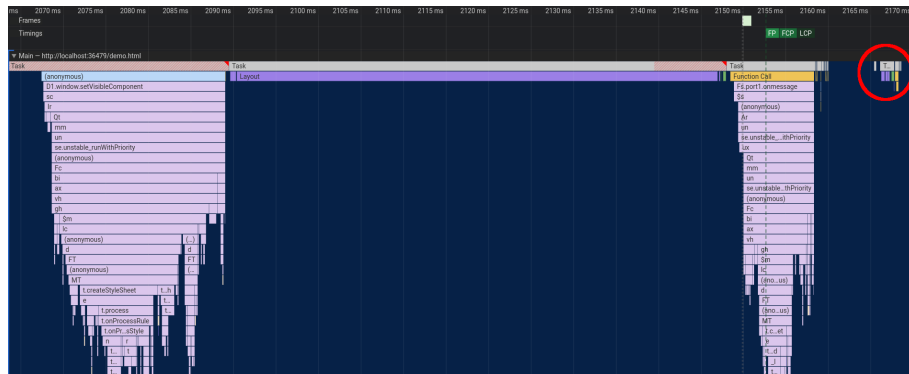 ms 2070 ms 2075 ms 2080 ms 2085 ms 2090 ms 2095 ms 2100 ms 2105 ms 2110 ms 2115 ms 2120 ms 2125 ms 2130 ms 2135 ms 2140 ms 2145 ms 2150 ms 2155 ms 2160 ms 2165 ms 2170 ms
Frames
Timings FP FCP LCP
▼ Main — http://localhost:36479/demo.html
Task Task Task T…
(anonymous) Layout Function Call
D1.window.setVisibleComponent F$.port1.onmessage
sc $s
lr (anonymous)
Qt Ar
mm un
un se.unstable_…ithPriority
se.unstable_runWithPriority ux
(anonymous) Qt
Fc mm
bi un
ax se.unstable…thPriority
vh (anonymous)
gh Fc
$m bi
lc ax
(anonymous) (…) vh
d d gh
FT FT $m
(anonymous) (… lc
MT (ano…us)
t.createStyleSheet t…h d
e t… FT
t.process t… (ano…us)
t.onProcessRule MT
t.onPr…sStyle t.c…et
n r e
t… t t…d
t… _l
t… t…